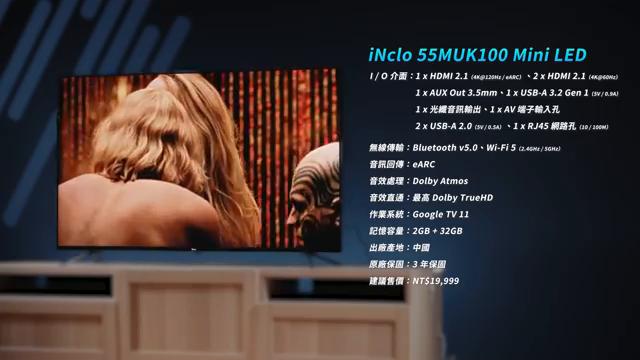 iNclo 55MUK100 Mini LED
I / O 介面：1 x HDMI 2.1 (4K@120Hz / eARC) 、2 x HDMI 2.1 (4K@60Hz)
1 x AUX Out 3.5mm、1 x USB-A 3.2 Gen 1 (5V / 0.9A)
1 x 光纖音訊輸出、1 x AV 端子輸入孔
2 x USB-A 2.0 (5V / 0.5A) 、1 x RJ45 網路孔 (10 / 100M)
無線傳輸：Bluetooth v5.0、Wi-Fi 5 (2.4GHz / 5GHz)
音訊回傳：eARC
音效處理：Dolby Atmos
音效直通：最高 Dolby TrueHD
作業系統：Google TV 11
記憶容量：2GB + 32GB
出廠產地：中國
原廠保固：3 年保固
建議售價：NT$19,999